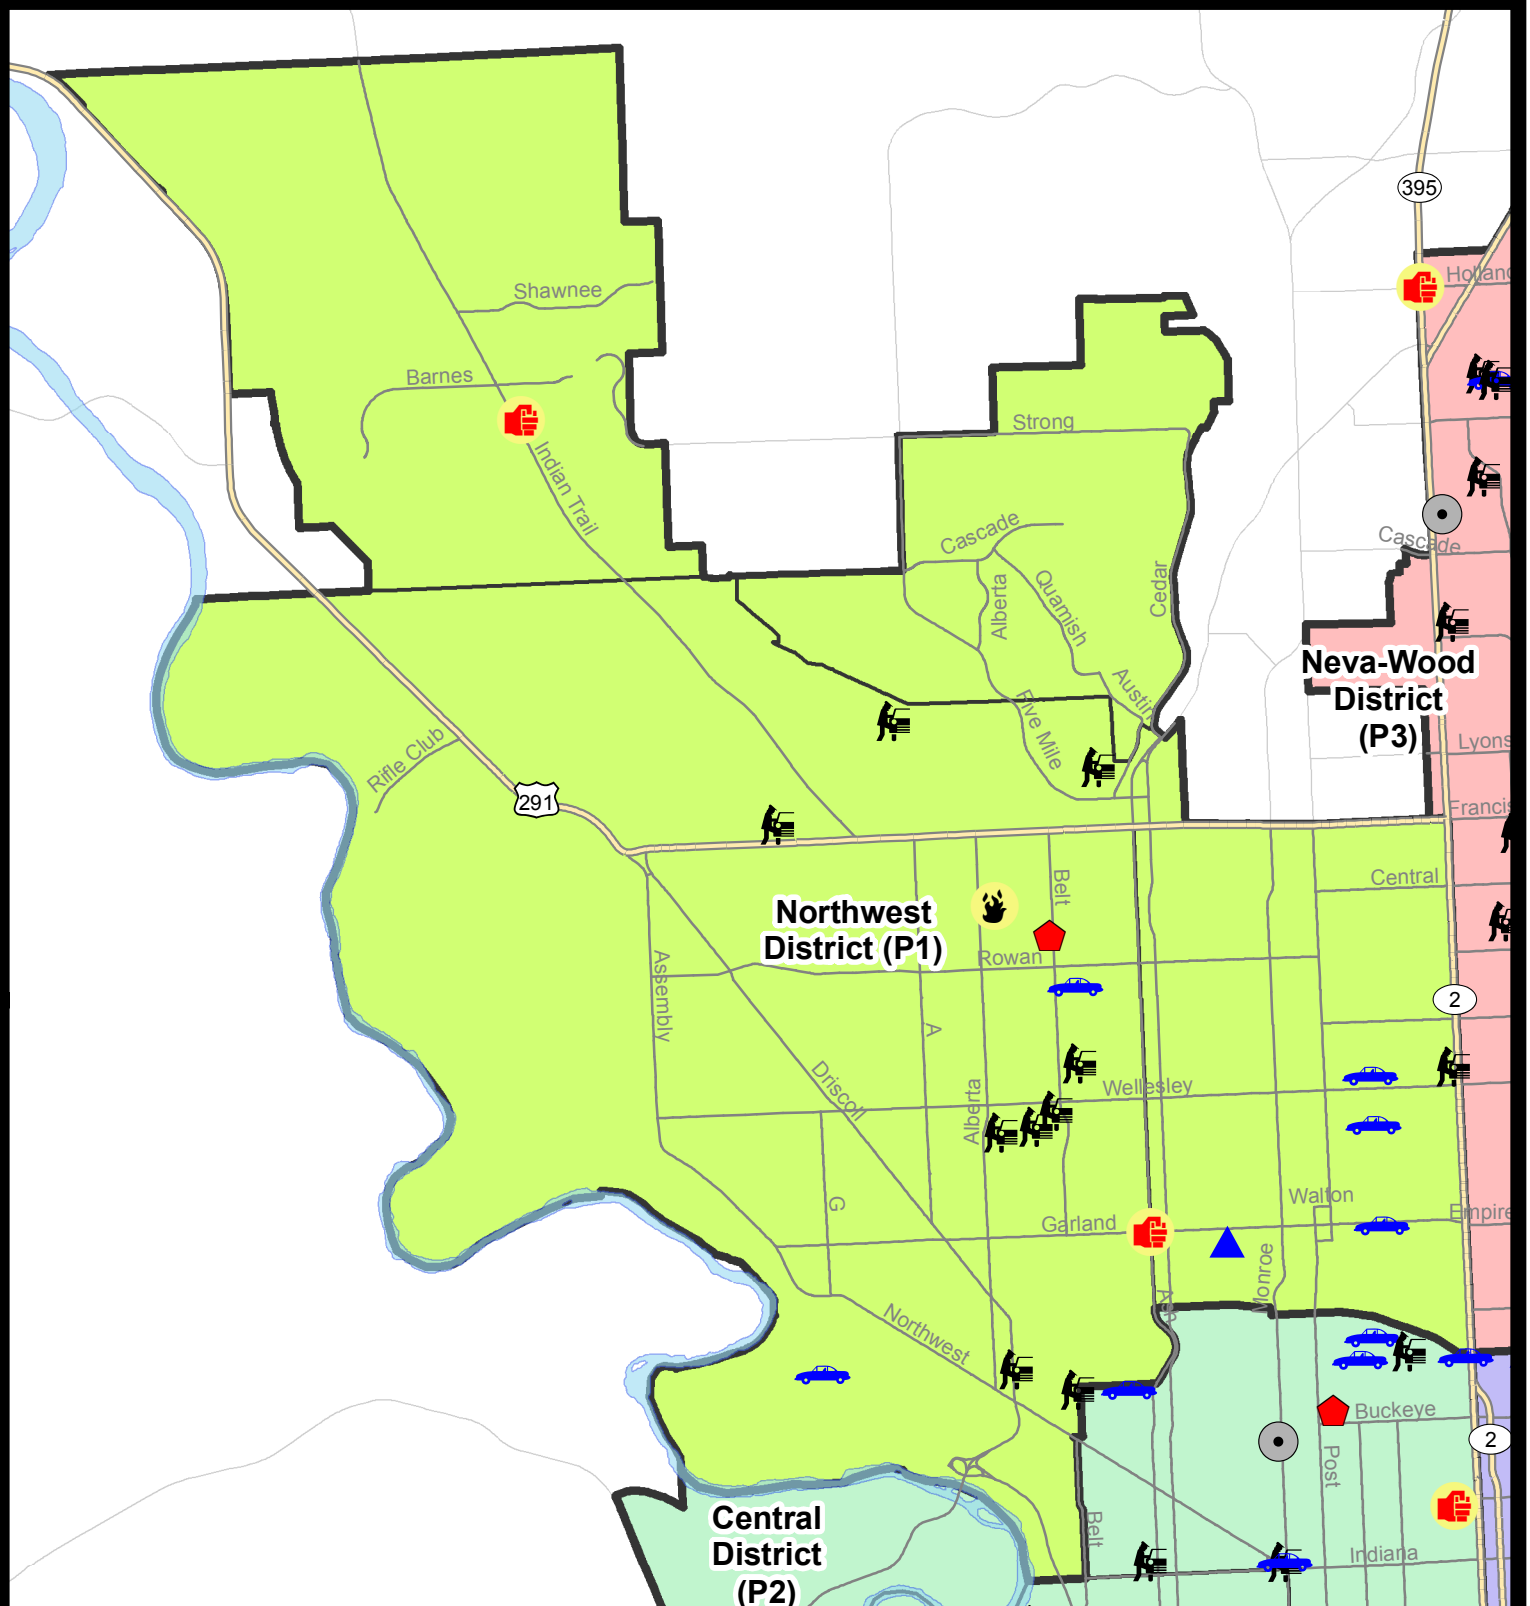 395
Holland
Shawnee
Barnes
Strong
Indian Trail
Cascade
Cascade
Alberta
Quamish
Cedar
Neva-Wood
District
(P3)
Austin
Five Mile
Rifle Club
Lyons
291
Francis
Belt
Central
Northwest
District (P1)
Rowan
Assembly
2
A
Driscoll
Wellesley
Alberta
G
Walton
Garland
Empire
Monroe
Ash
Northwest
Buckeye
2
Post
Central
District
(P2)
Belt
Indiana